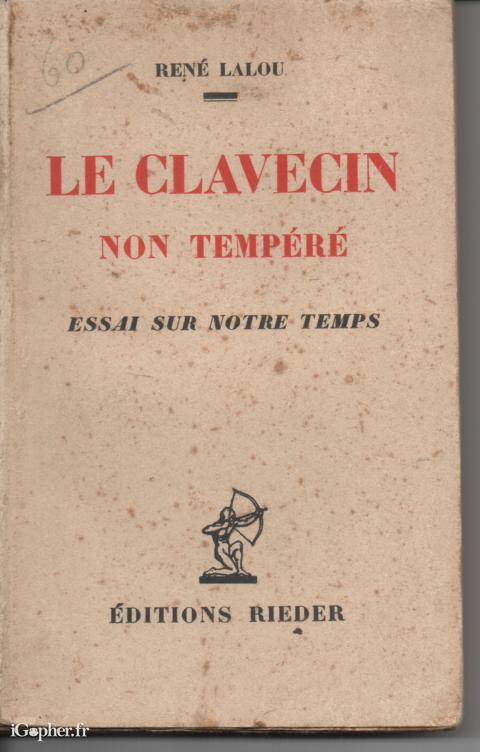 60
RENÉ LALOU
LE CLAVECIN
NON TEMPÉRÉ
ESSAI SUR NOTRE TEMPS
ÉDITIONS RIEDER
iGopher.fr